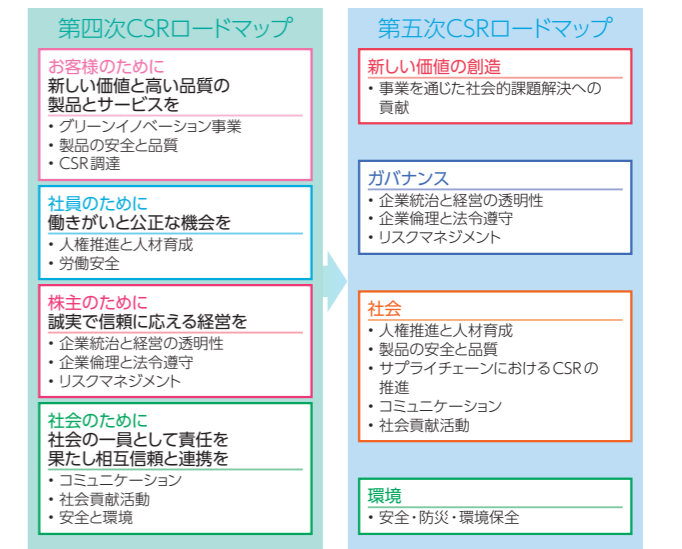 第四次CSRロードマップ
お客様のために
新しい価値と高い品質の
製品とサービスを
・グリーンイノベーション事業
・製品の安全と品質
・CSR調達
社員のために
働きがいと公正な機会を
・人権推進と人材育成
・労働安全
株主のために
誠実で信頼に応える経営を
・企業統治と経営の透明性
・企業倫理と法令遵守
・リスクマネジメント
社会のために
社会の一員として責任を
果たし相互信頼と連携を
・コミュニケーション
・社会貢献活動
・安全と環境
第五次CSRロードマップ
新しい価値の創造
・事業を通じた社会的課題解決への
貢献
ガバナンス
・企業統治と経営の透明性
・企業倫理と法令遵守
・リスクマネジメント
社会
・人権推進と人材育成
・製品の安全と品質
・サプライチェーンにおけるCSRの
推進
・コミュニケーション
・社会貢献活動
環境
・安全・防災・環境保全